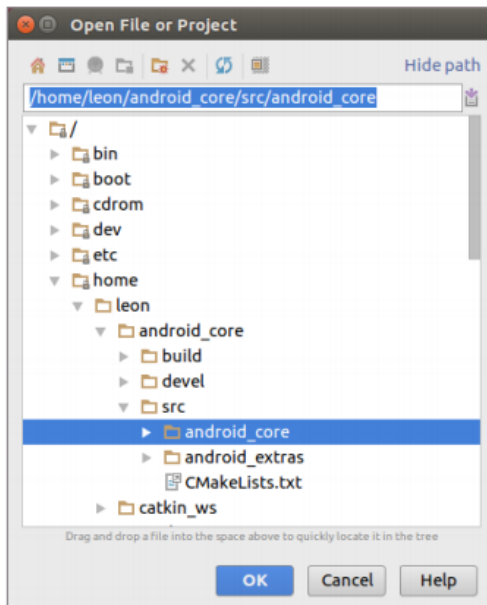 Open File or Project
Hide path
/home/leon/android_core/src/android_core
/
bin
boot
cdrom
dev
etc
home
leon
android_core
build
devel
src
android_core
android_extras
CMakeLists.txt
catkin_ws
Drag and drop a file into the space above to quickly locate it in the tree
OK Cancel Help